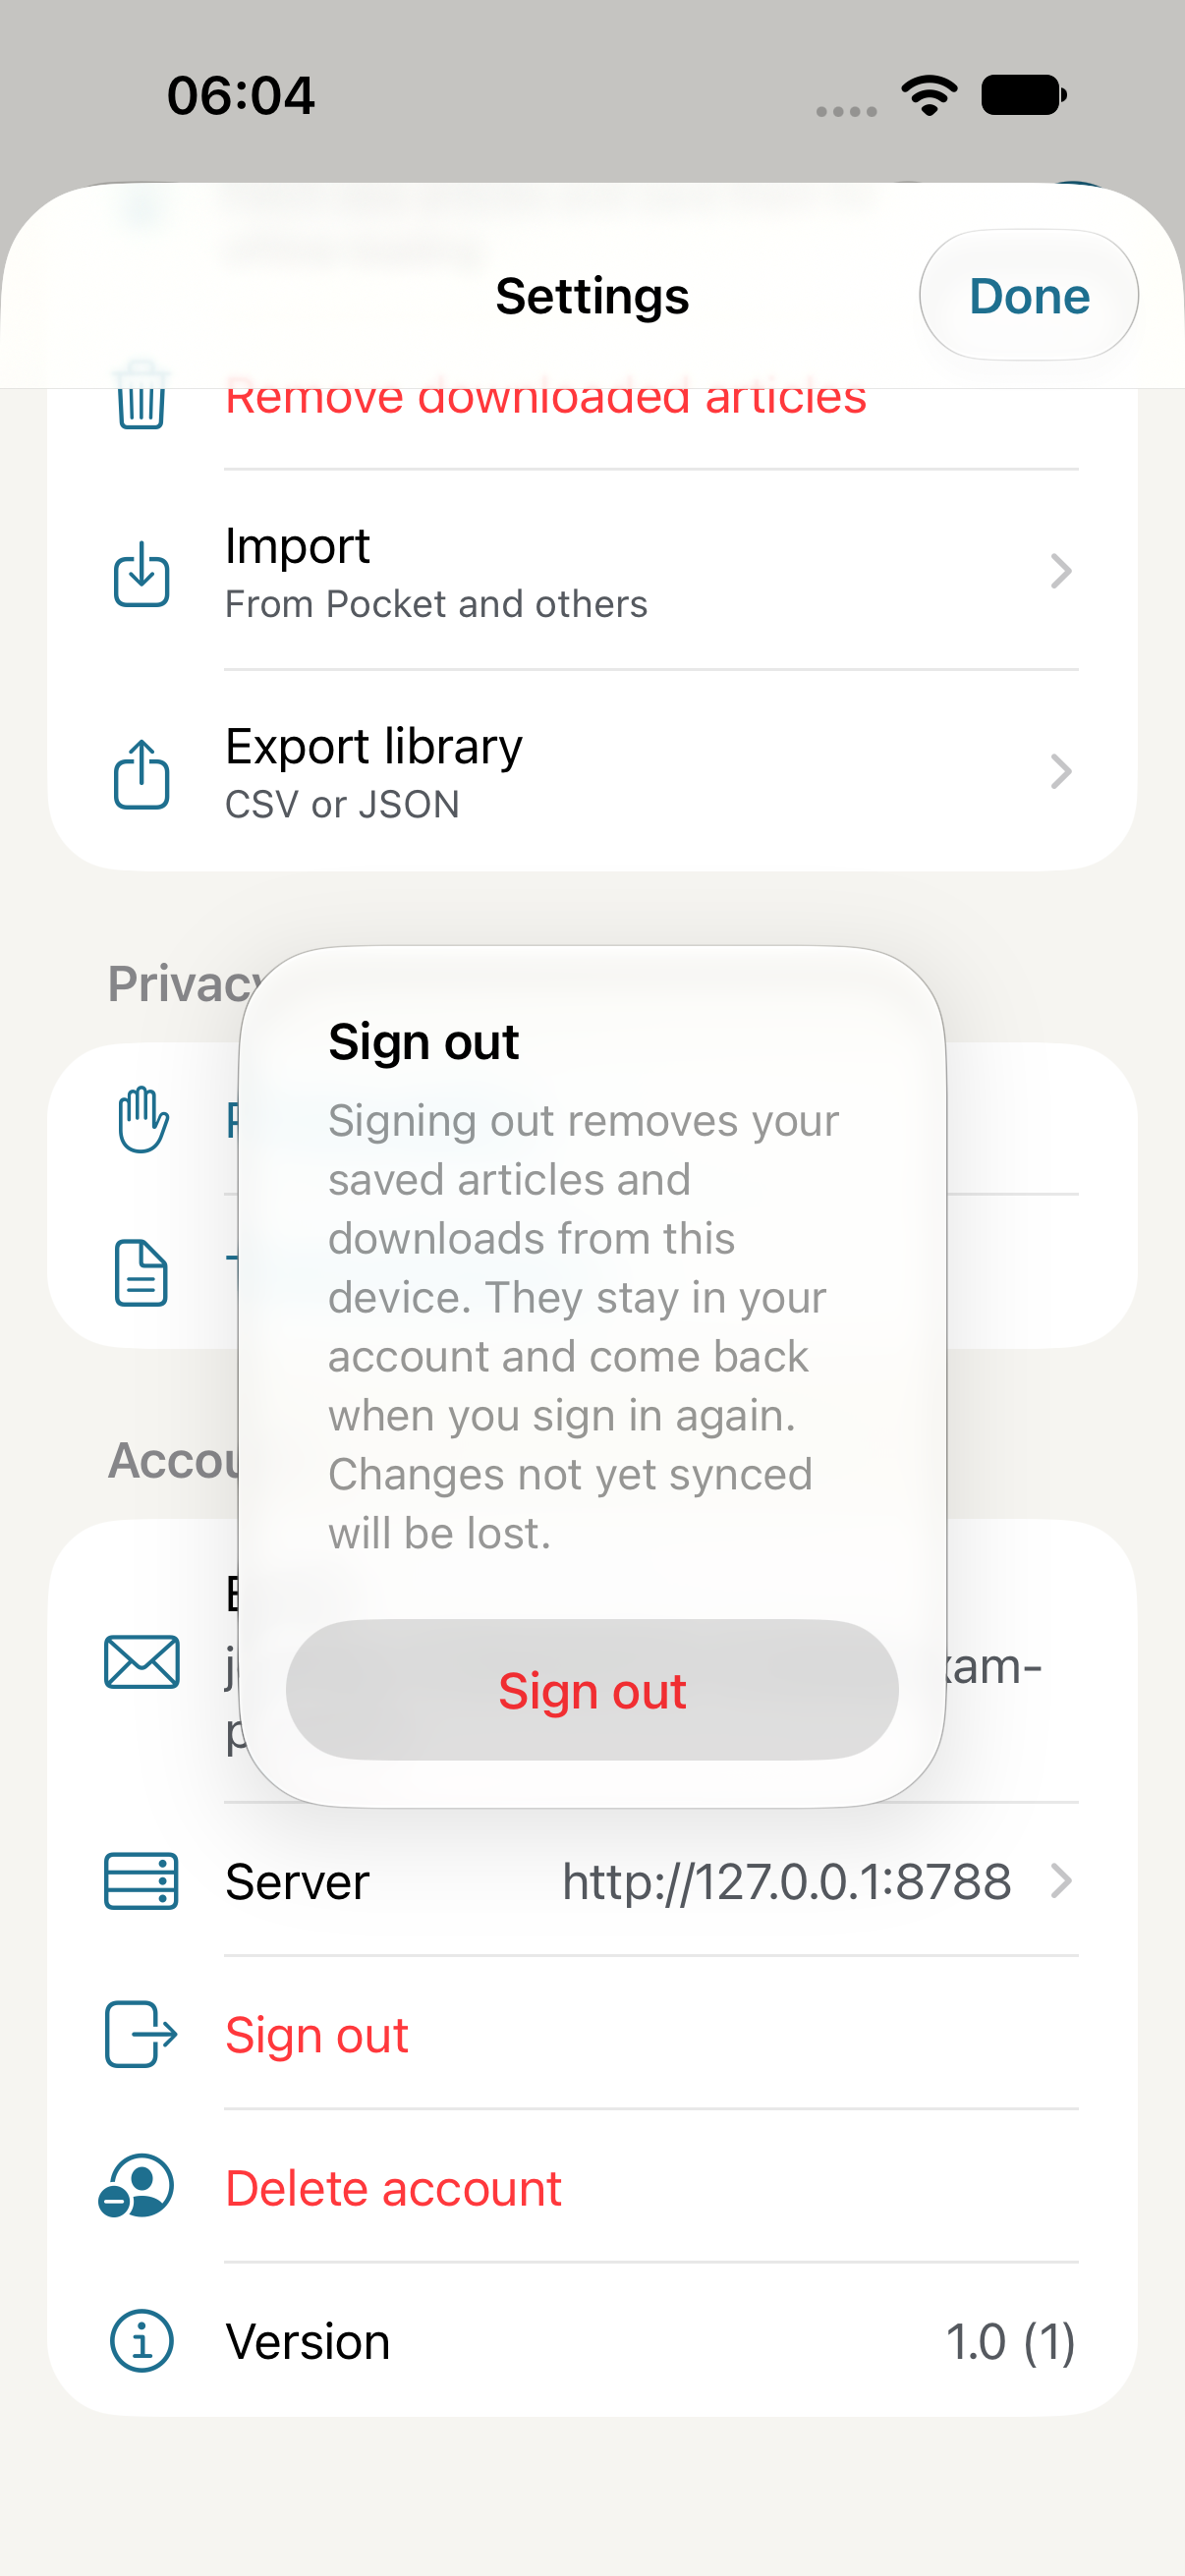 06:04
Settings
Done
Remove downloaded articles
Import
From Pocket and others
Export library
CSV or JSON
Privacy
Sign out
Signing out removes your
saved articles and
downloads from this
device. They stay in your
account and come back
when you sign in again.
Changes not yet synced
will be lost.
Sign out
Server
http://127.0.0.1:8788
Sign out
Delete account
Version
1.0 (1)